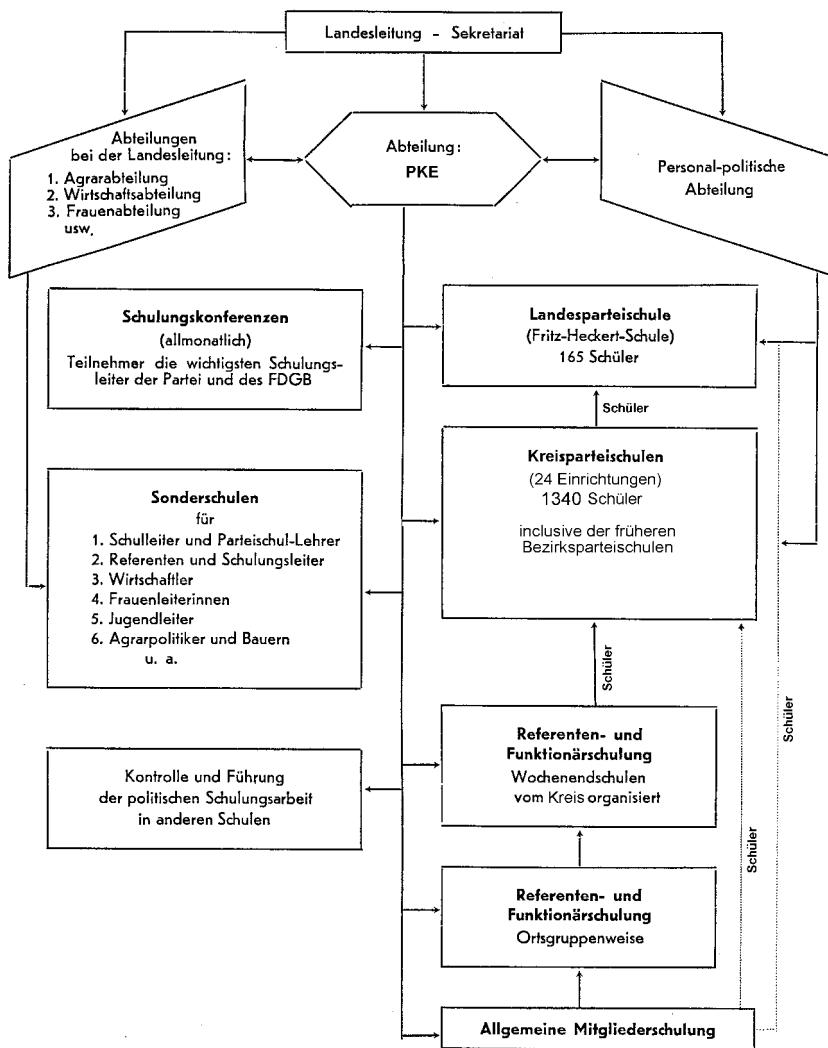 Landesleitung - Sekretariat
Abteilungen
bei der Landesleitung:
1. Agrarabteilung
2. Wirtschaftsabteilung
3. Frauenabteilung
usw.
Abteilung:
PKE
Personal-politische
Abteilung
Schulungskonferenzen
(allmonatlich)
Teilnehmer die wichtigsten Schulungs-
leiter der Partei und des FDGB
Landesparteischule
(Fritz-Heckert-Schule)
165 Schüler
Schüler
Kreisparteischulen
(24 Einrichtungen)
1340 Schüler
inclusive der früheren
Bezirksparteischulen
Sonderschulen
für
1. Schulleiter und Parteischul-Lehrer
2. Referenten und Schulungsleiter
3. Wirtschaftler
4. Frauenleiterinnen
5. Jugendleiter
6. Agrarpolitiker und Bauern
u. a.
Schüler
Schüler
Referenten- und
Funktionärschulung
Wochenendschulen
vom Kreis organisiert
Kontrolle und Führung
der politischen Schulungsarbeit
in anderen Schulen
Schüler
Referenten- und
Funktionärschulung
Ortsgruppenweise
Allgemeine Mitgliederschulung